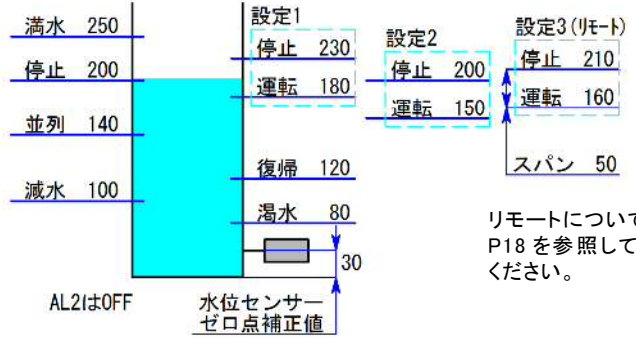 満水 250
停止 200
並列 140
減水 100
設定1
停止 230
運転 180
復帰 120
渇水 80
30
設定2
停止 200
運転 150
設定3(リモート)
停止 210
運転 160
スパン 50
リモートについて
P18を参照して
ください。
AL2はOFF
水位センサー
ゼロ点補正値